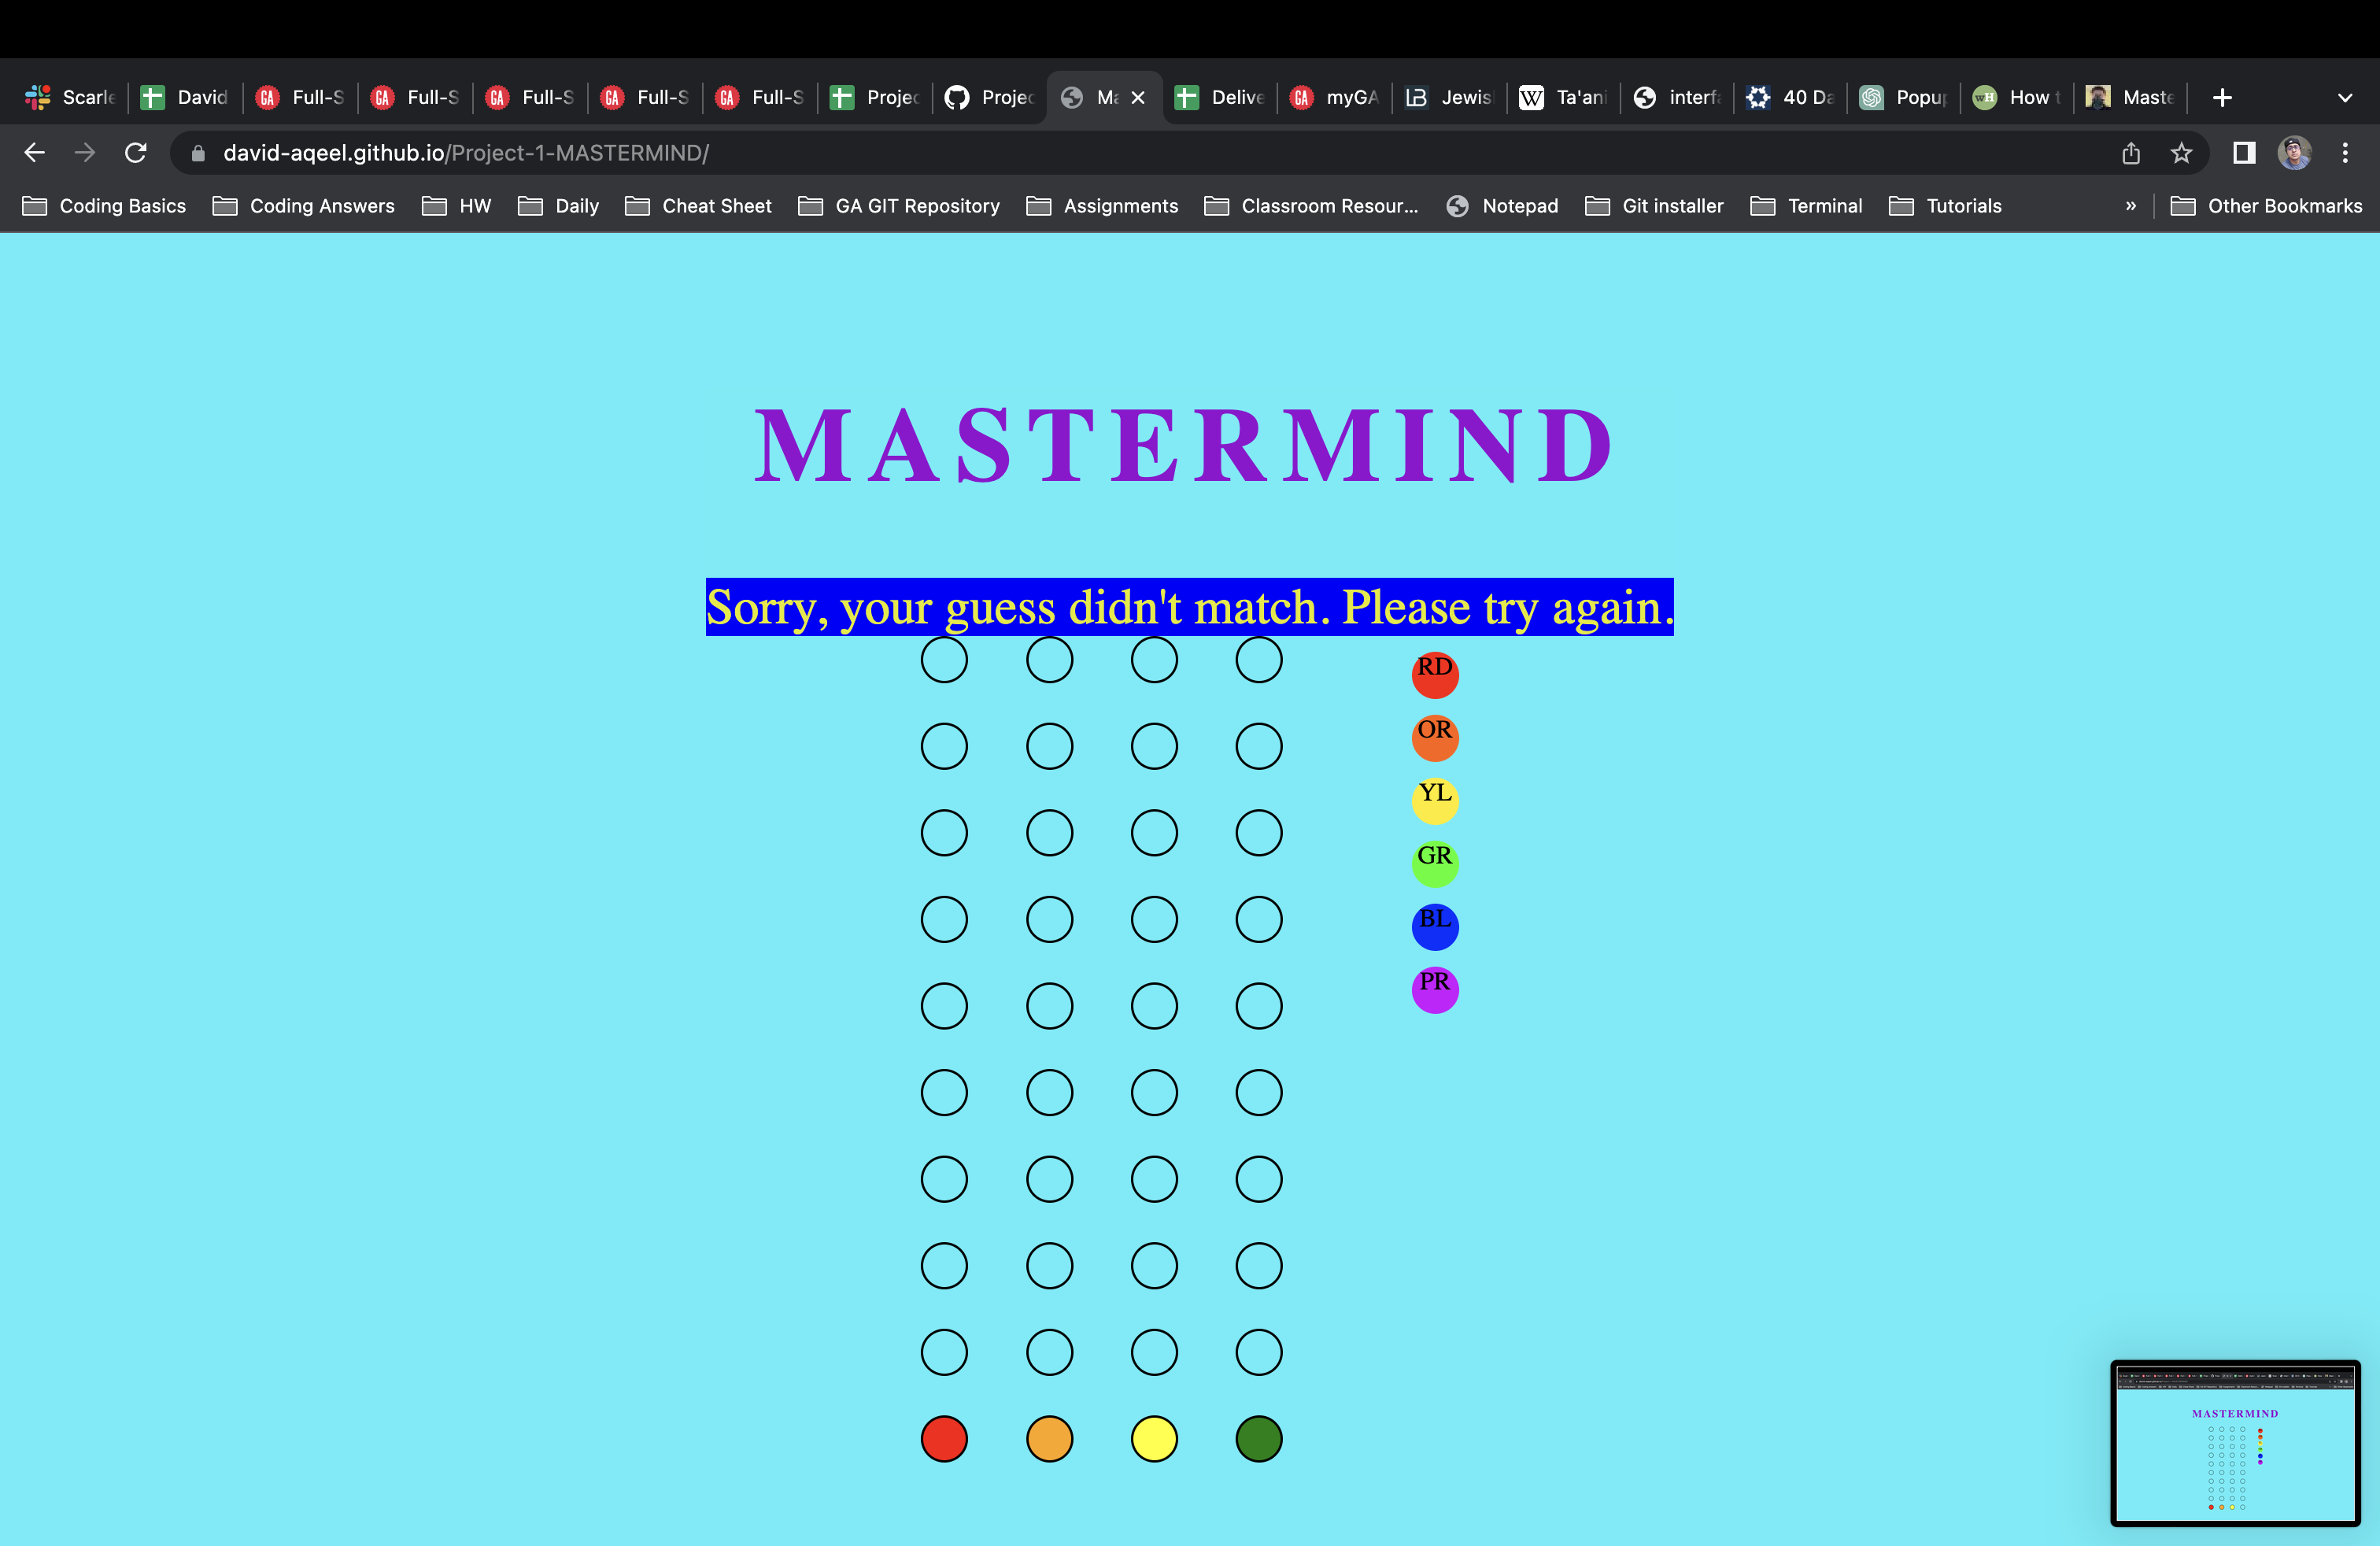 Scarle David Full-S Full-S Full-S Full-S Full-S Projec Projec Ma Delive myGA Jewis Ta'ani interfa 40 Da Popup How t Maste
david-aqeel.github.io/Project-1-MASTERMIND/
Coding Basics Coding Answers HW Daily Cheat Sheet GA GIT Repository Assignments Classroom Resour... Notepad Git installer Terminal Tutorials » Other Bookmarks
MASTERMIND
Sorry, your guess didn't match. Please try again.
RD
OR
YL
GR
BL
PR
MASTERMIND